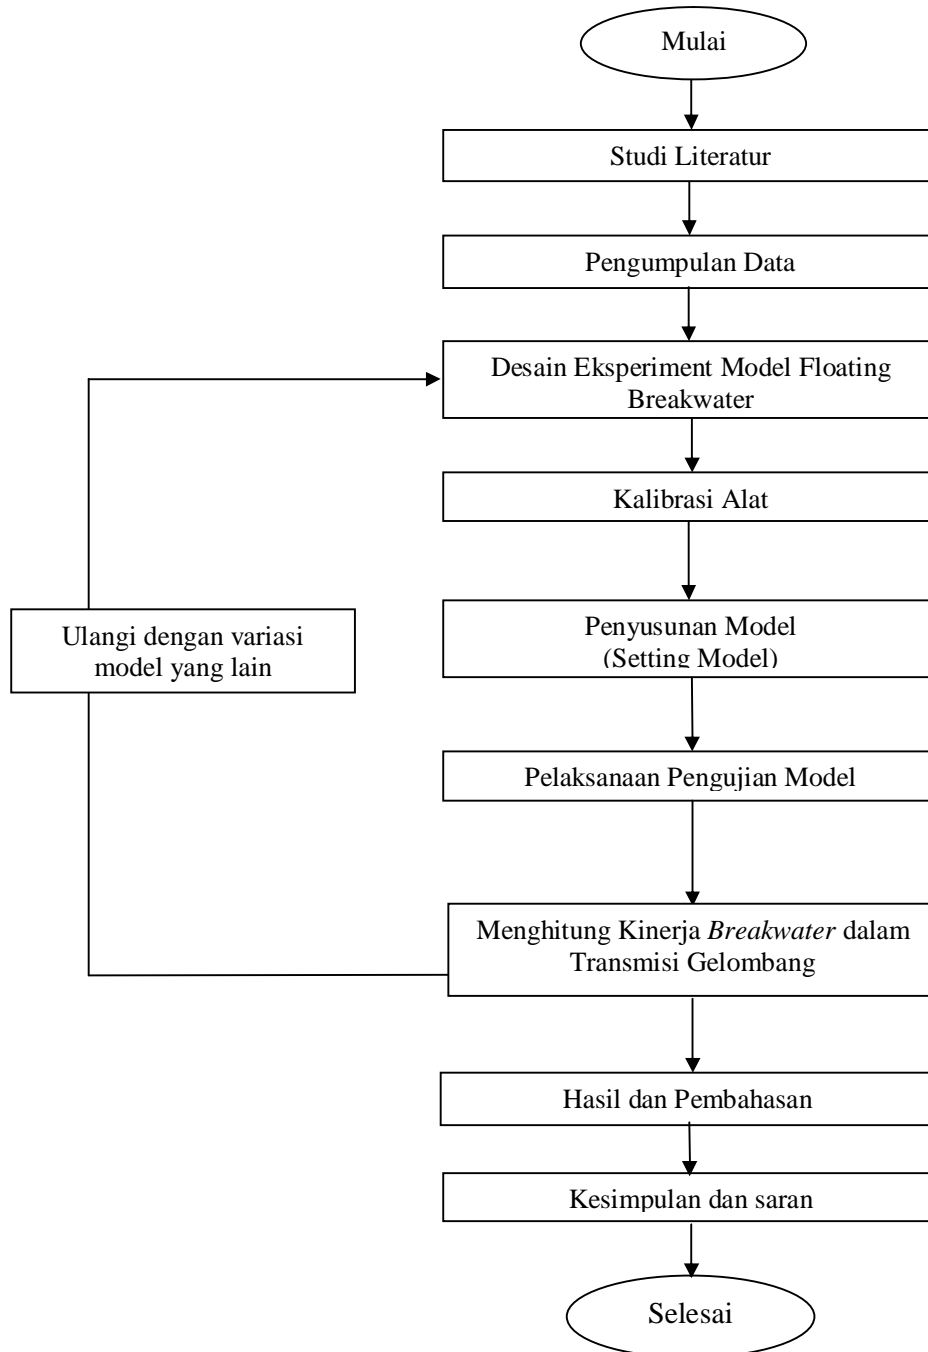 Mulai
Studi Literatur
Pengumpulan Data
Desain Eksperiment Model Floating
Breakwater
Kalibrasi Alat
Ulangi dengan variasi
model yang lain
Penyusunan Model
(Setting Model)
Pelaksanaan Pengujian Model
Menghitung Kinerja Breakwater dalam
Transmisi Gelombang
Hasil dan Pembahasan
Kesimpulan dan saran
Selesai